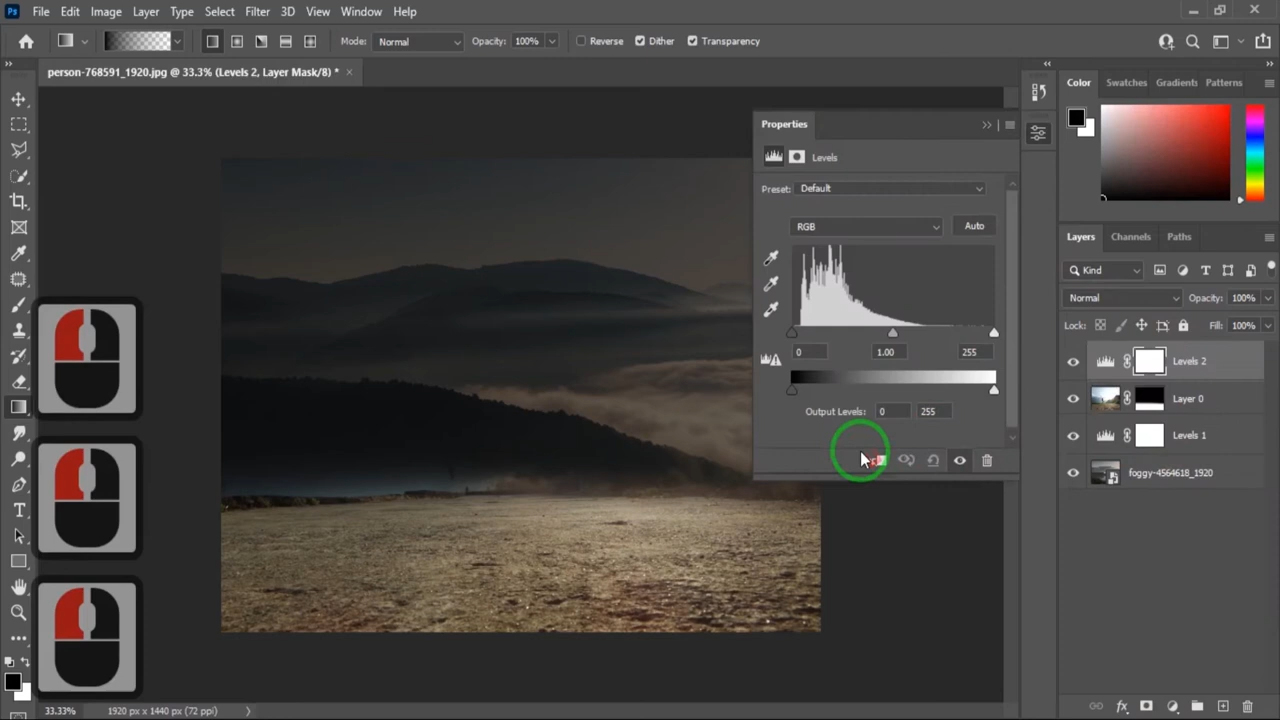 Ps File Edit Image Layer Type Select Filter 3D View Window Help
Mode: Normal Opacity: 100% Reverse Dither Transparency
person-768591_1920.jpg @ 33.3% (Levels 2, Layer Mask/8) * ×
Color Swatches Gradients Patterns
Properties
Levels
Preset: Default
RGB Auto
0 1.00 255
Output Levels: 0 255
Layers Channels Paths
Kind
Normal Opacity: 100%
Lock: Fill: 100%
Levels 2
Layer 0
Levels 1
foggy-4564618_1920
33.33% 1920 px x 1440 px (72 ppi)